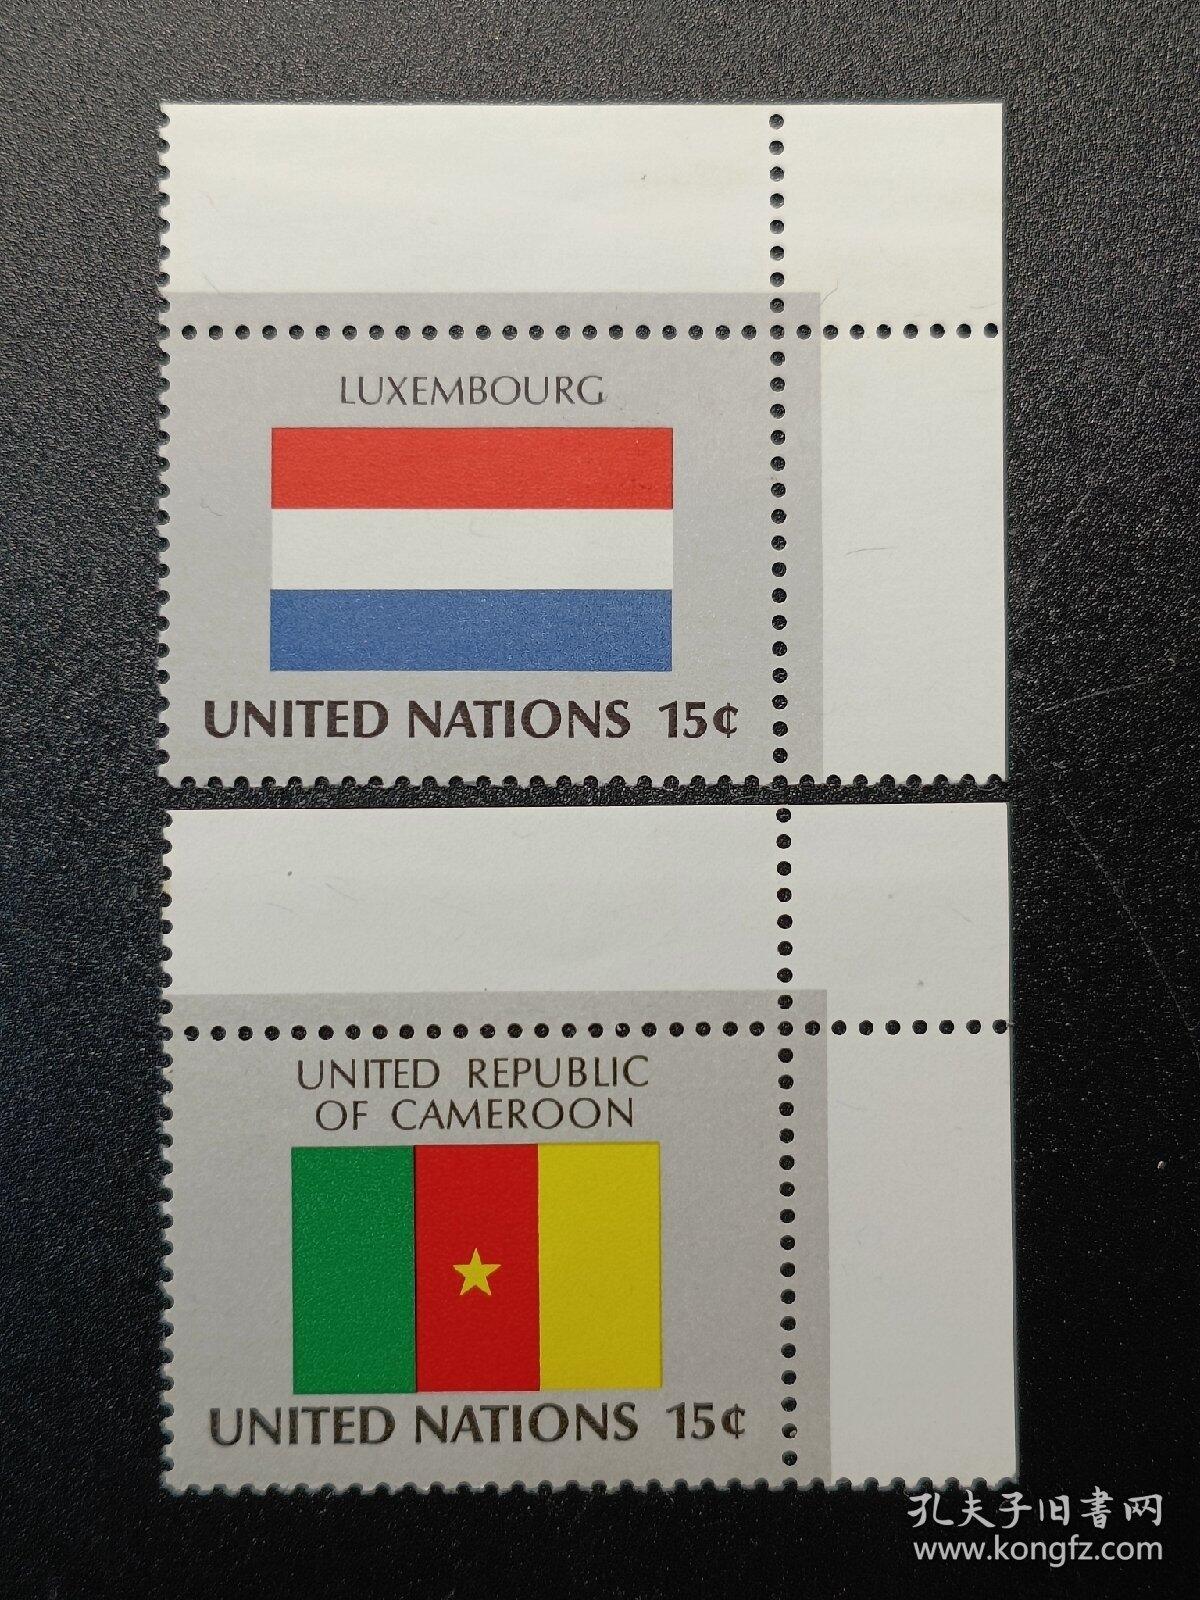 LUXEMBOURG
UNITED NATIONS 15¢
UNITED REPUBLIC
OF CAMEROON
UNITED NATIONS 15¢
孔夫子旧書网
www.kongfz.com